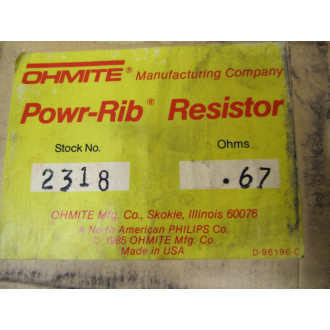 OHMITE® Manufacturing Company
Powr-Rib® Resistor
Stock No. Ohms
2318 .67
OHMITE Mfg. Co., Skokie, Illinois 60076
A North American PHILIPS Co.
© 1985 OHMITE Mfg. Co.
Made in USA
D-96196-C